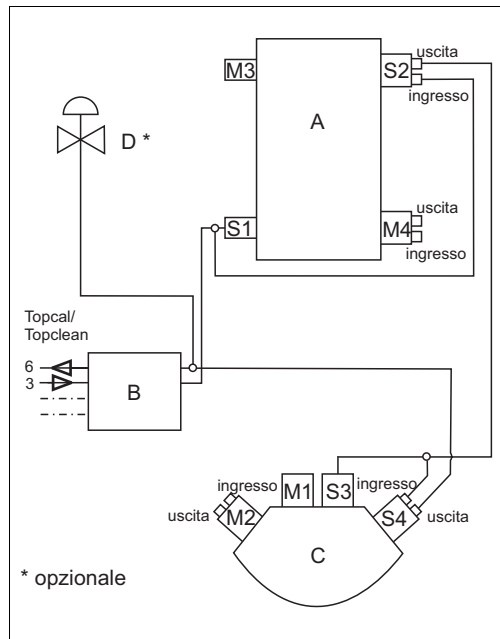 uscita
M3
S2
ingresso
A
D *
uscita
S1
M4
ingresso
Topcal/
Topclean
6
3
B
ingresso
M1
S3
ingresso
uscita
M2
S4
uscita
C
* opzionale